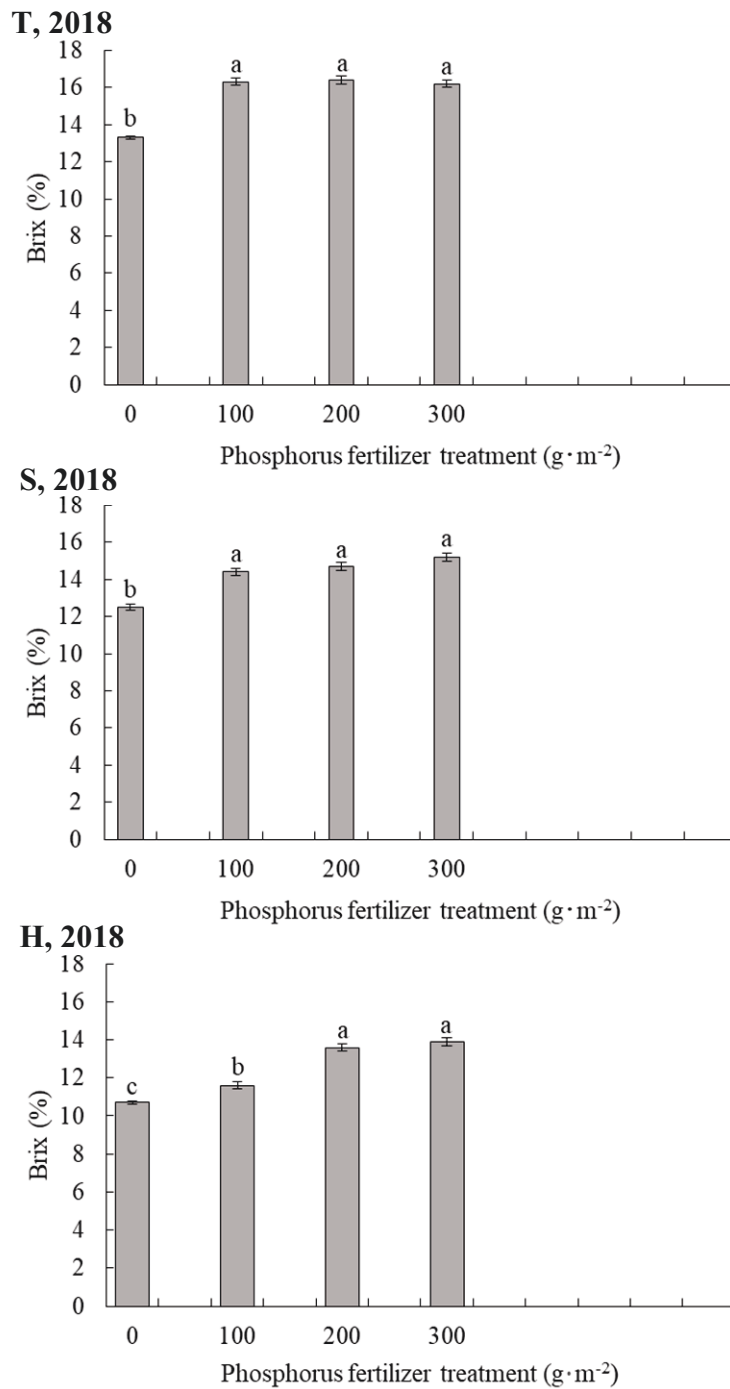 T, 2018
18
16
14
12
10
8
6
4
2
0
Brix (%)
b
a
a
a
0 100 200 300
Phosphorus fertilizer treatment (g·m⁻²)
S, 2018
18
16
14
12
10
8
6
4
2
0
Brix (%)
b
a
a
a
0 100 200 300
Phosphorus fertilizer treatment (g·m⁻²)
H, 2018
18
16
14
12
10
8
6
4
2
0
Brix (%)
c
b
a
a
0 100 200 300
Phosphorus fertilizer treatment (g·m⁻²)